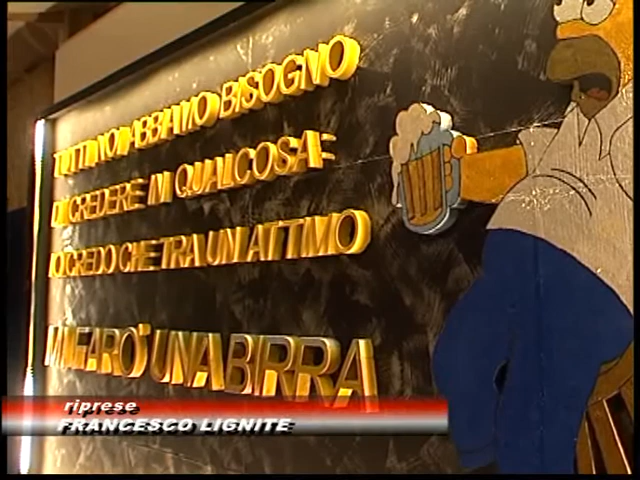 TUTTI NOI ABBIAMO BISOGNO
DI CREDERE IN QUALCOSA:
IO CREDO CHE TRA UN ATTIMO
MI FARO' UNA BIRRA
riprese
FRANCESCO LIGNITE